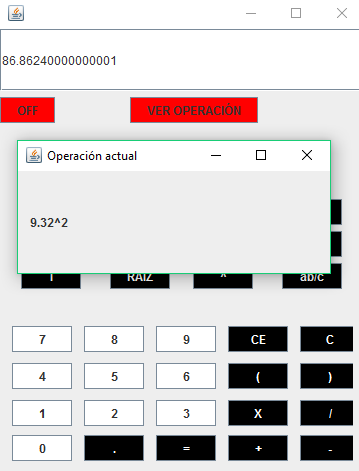 86.86240000000001
OFF VER OPERACIÓN
Operación actual
9.32^2
RAIZ ab/c
7 8 9 CE C
4 5 6 ( )
1 2 3 X /
0 . = + -